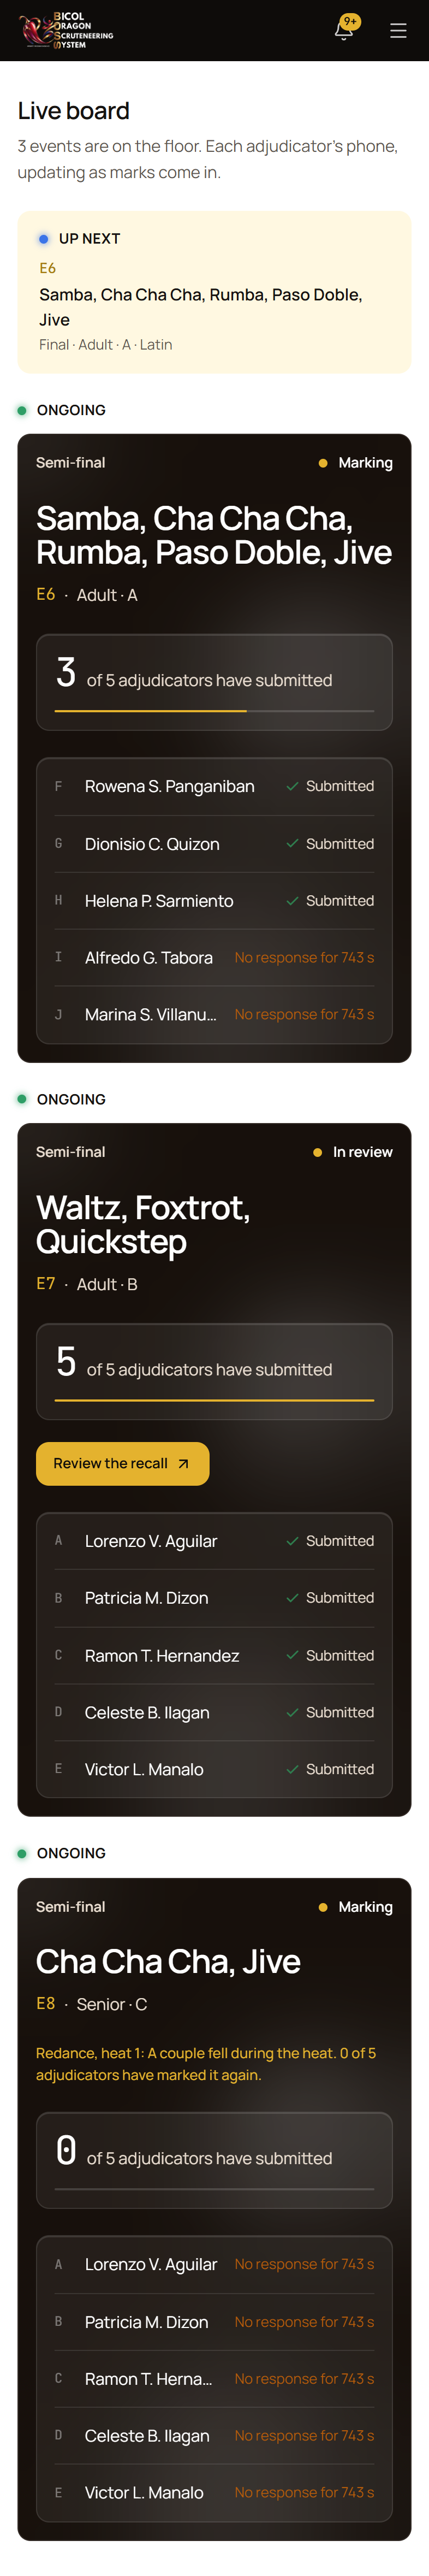 BICOL
DRAGON
SCRUTENEERING
SYSTEM
9+
Live board
3 events are on the floor. Each adjudicator's phone,
updating as marks come in.
UP NEXT
E6
Samba, Cha Cha Cha, Rumba, Paso Doble,
Jive
Final · Adult · A · Latin
ONGOING
Semi-final Marking
Samba, Cha Cha Cha,
Rumba, Paso Doble, Jive
E6 · Adult · A
3 of 5 adjudicators have submitted
F Rowena S. Panganiban Submitted
G Dionisio C. Quizon Submitted
H Helena P. Sarmiento Submitted
I Alfredo G. Tabora No response for 743 s
J Marina S. Villanu... No response for 743 s
ONGOING
Semi-final In review
Waltz, Foxtrot,
Quickstep
E7 · Adult · B
5 of 5 adjudicators have submitted
Review the recall
A Lorenzo V. Aguilar Submitted
B Patricia M. Dizon Submitted
C Ramon T. Hernandez Submitted
D Celeste B. Ilagan Submitted
E Victor L. Manalo Submitted
ONGOING
Semi-final Marking
Cha Cha Cha, Jive
E8 · Senior · C
Redance, heat 1: A couple fell during the heat. 0 of 5
adjudicators have marked it again.
0 of 5 adjudicators have submitted
A Lorenzo V. Aguilar No response for 743 s
B Patricia M. Dizon No response for 743 s
C Ramon T. Herna... No response for 743 s
D Celeste B. Ilagan No response for 743 s
E Victor L. Manalo No response for 743 s